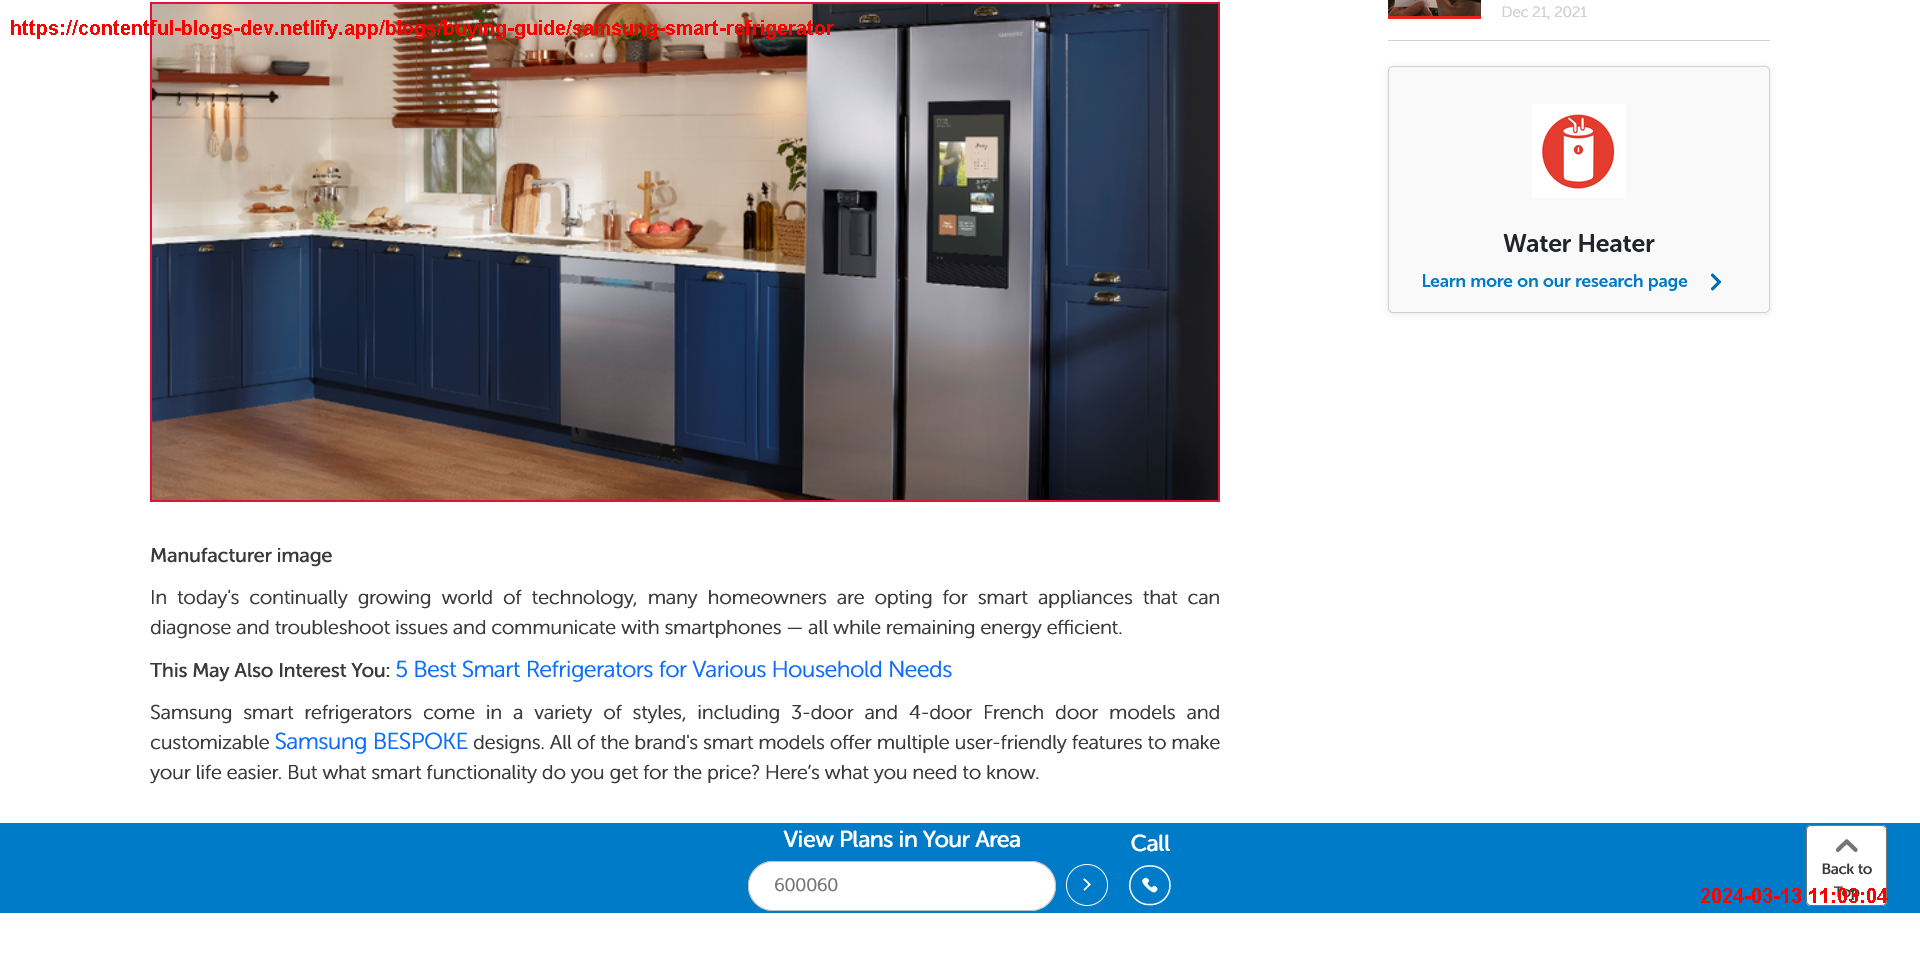 https://contentful-blogs-dev.netlify.app/blogs/buying-guide/samsung-smart-refrigerator
Dec 21, 2021
SAMSUNG
Water Heater
Learn more on our research page
Manufacturer image
In today's continually growing world of technology, many homeowners are opting for smart appliances that can
diagnose and troubleshoot issues and communicate with smartphones — all while remaining energy efficient.
This May Also Interest You: 5 Best Smart Refrigerators for Various Household Needs
Samsung smart refrigerators come in a variety of styles, including 3-door and 4-door French door models and
customizable Samsung BESPOKE designs. All of the brand's smart models offer multiple user-friendly features to make
your life easier. But what smart functionality do you get for the price? Here’s what you need to know.
View Plans in Your Area
600060
Call
Back to
Top
2024-03-13 11:09:04